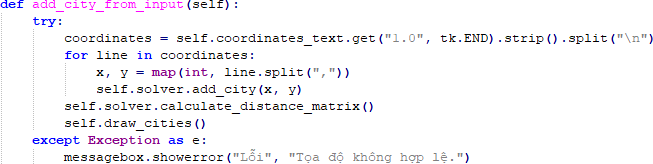 def add_city_from_input(self):
    try:
        coordinates = self.coordinates_text.get("1.0", tk.END).strip().split("\n")
        for line in coordinates:
            x, y = map(int, line.split(","))
            self.solver.add_city(x, y)
        self.solver.calculate_distance_matrix()
        self.draw_cities()
    except Exception as e:
        messagebox.showerror("Lỗi", "Tọa độ không hợp lệ.")